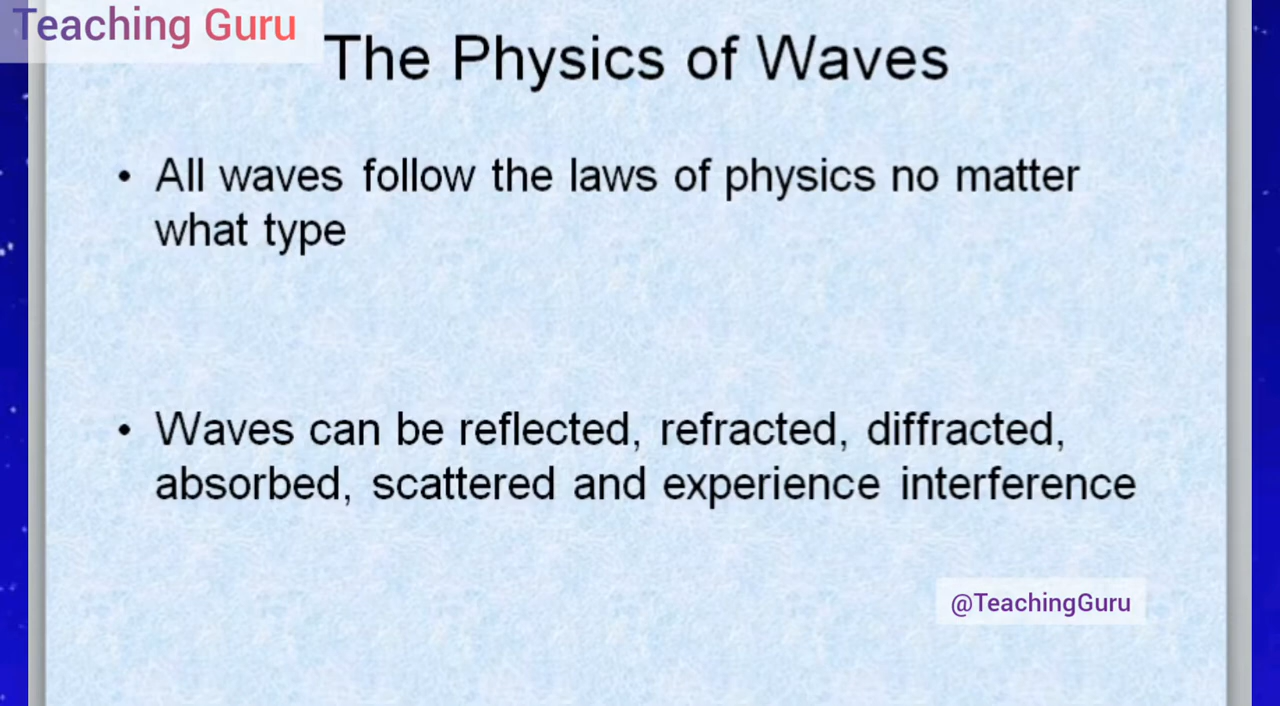 Teaching Guru
The Physics of Waves
• All waves follow the laws of physics no matter
what type
• Waves can be reflected, refracted, diffracted,
absorbed, scattered and experience interference
@TeachingGuru